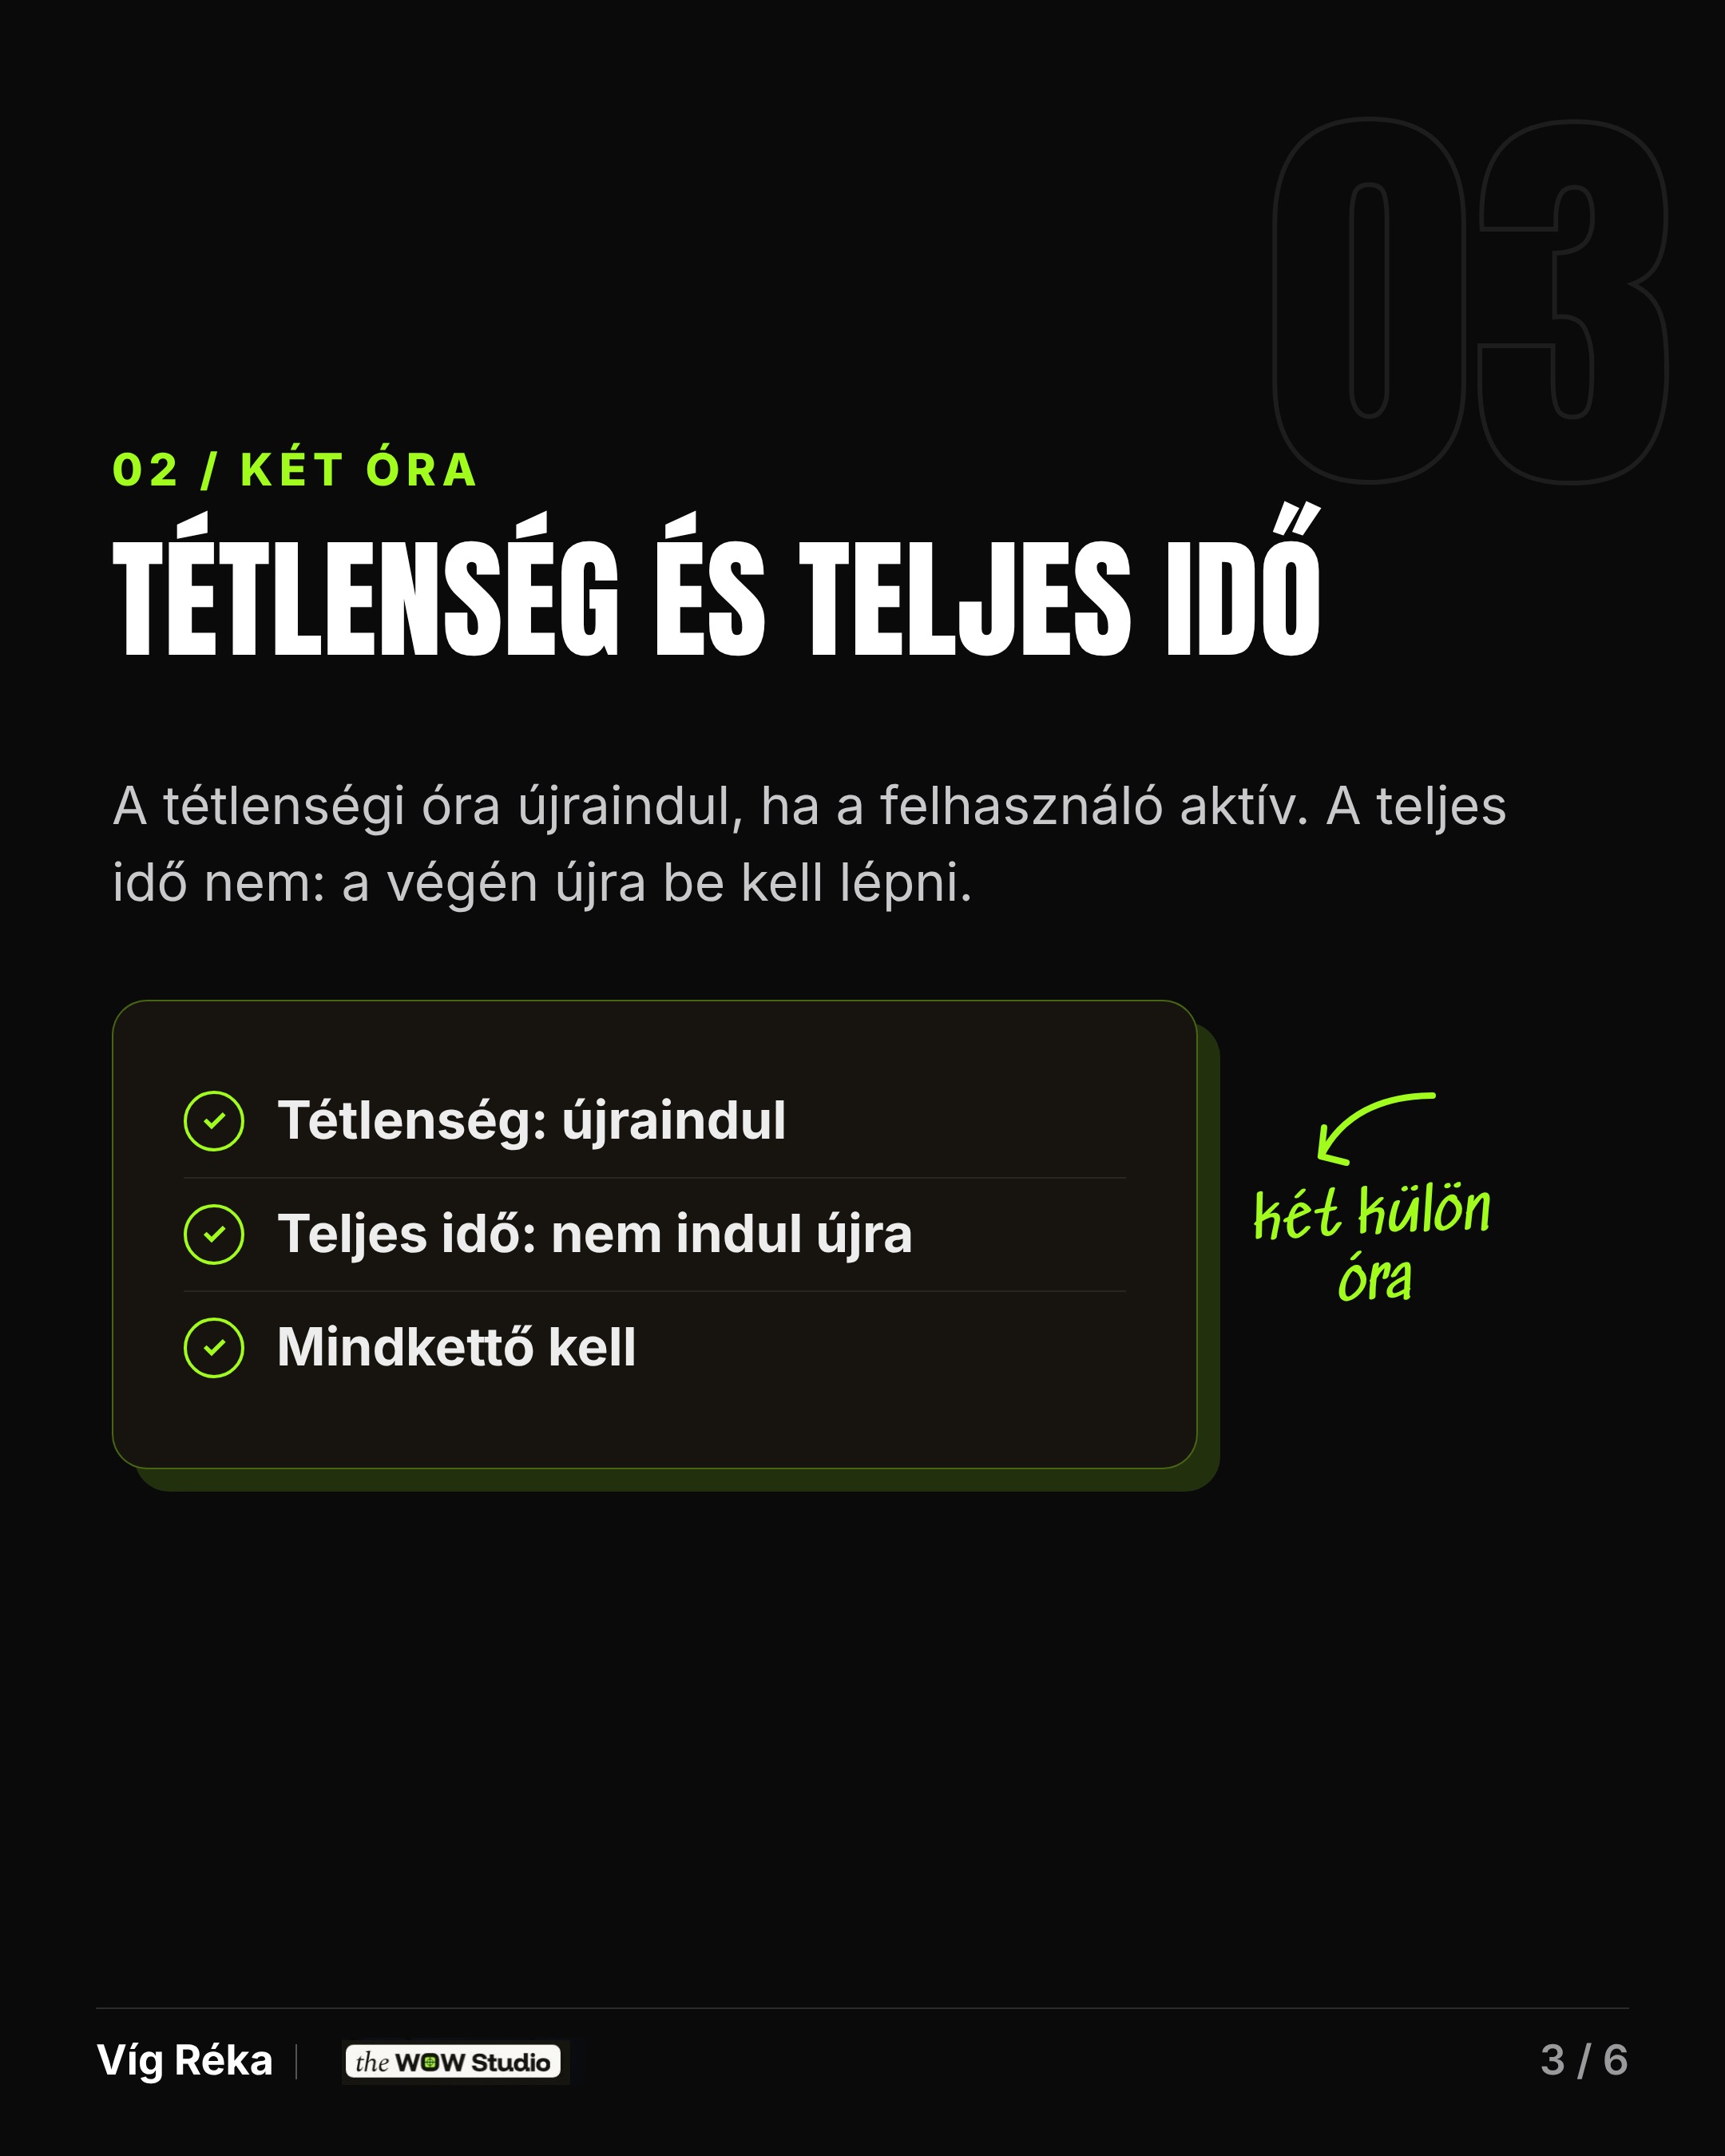 03
02 / KÉT ÓRA
TÉTLENSÉG ÉS TELJES IDŐ
A tétlenségi óra újraindul, ha a felhasználó aktív. A teljes
idő nem: a végén újra be kell lépni.
Tétlenség: újraindul
Teljes idő: nem indul újra
Mindkettő kell
két külön
óra
Víg Réka
the WOW Studio
3 / 6